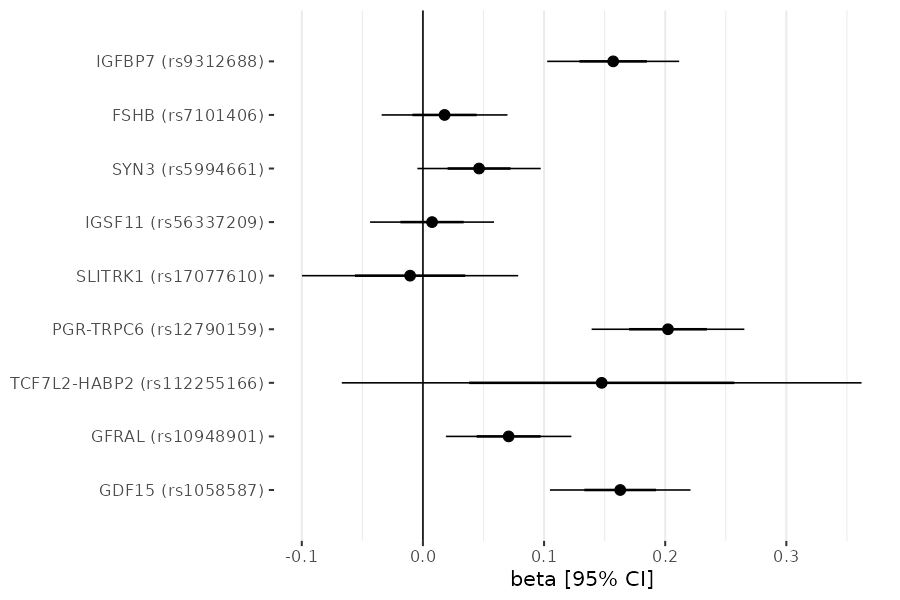 IGFBP7 (rs9312688)
FSHB (rs7101406)
SYN3 (rs5994661)
IGSF11 (rs56337209)
SLITRK1 (rs17077610)
PGR-TRPC6 (rs12790159)
TCF7L2-HABP2 (rs112255166)
GFRAL (rs10948901)
GDF15 (rs1058587)
-0.1 0.0 0.1 0.2 0.3
beta [95% CI]